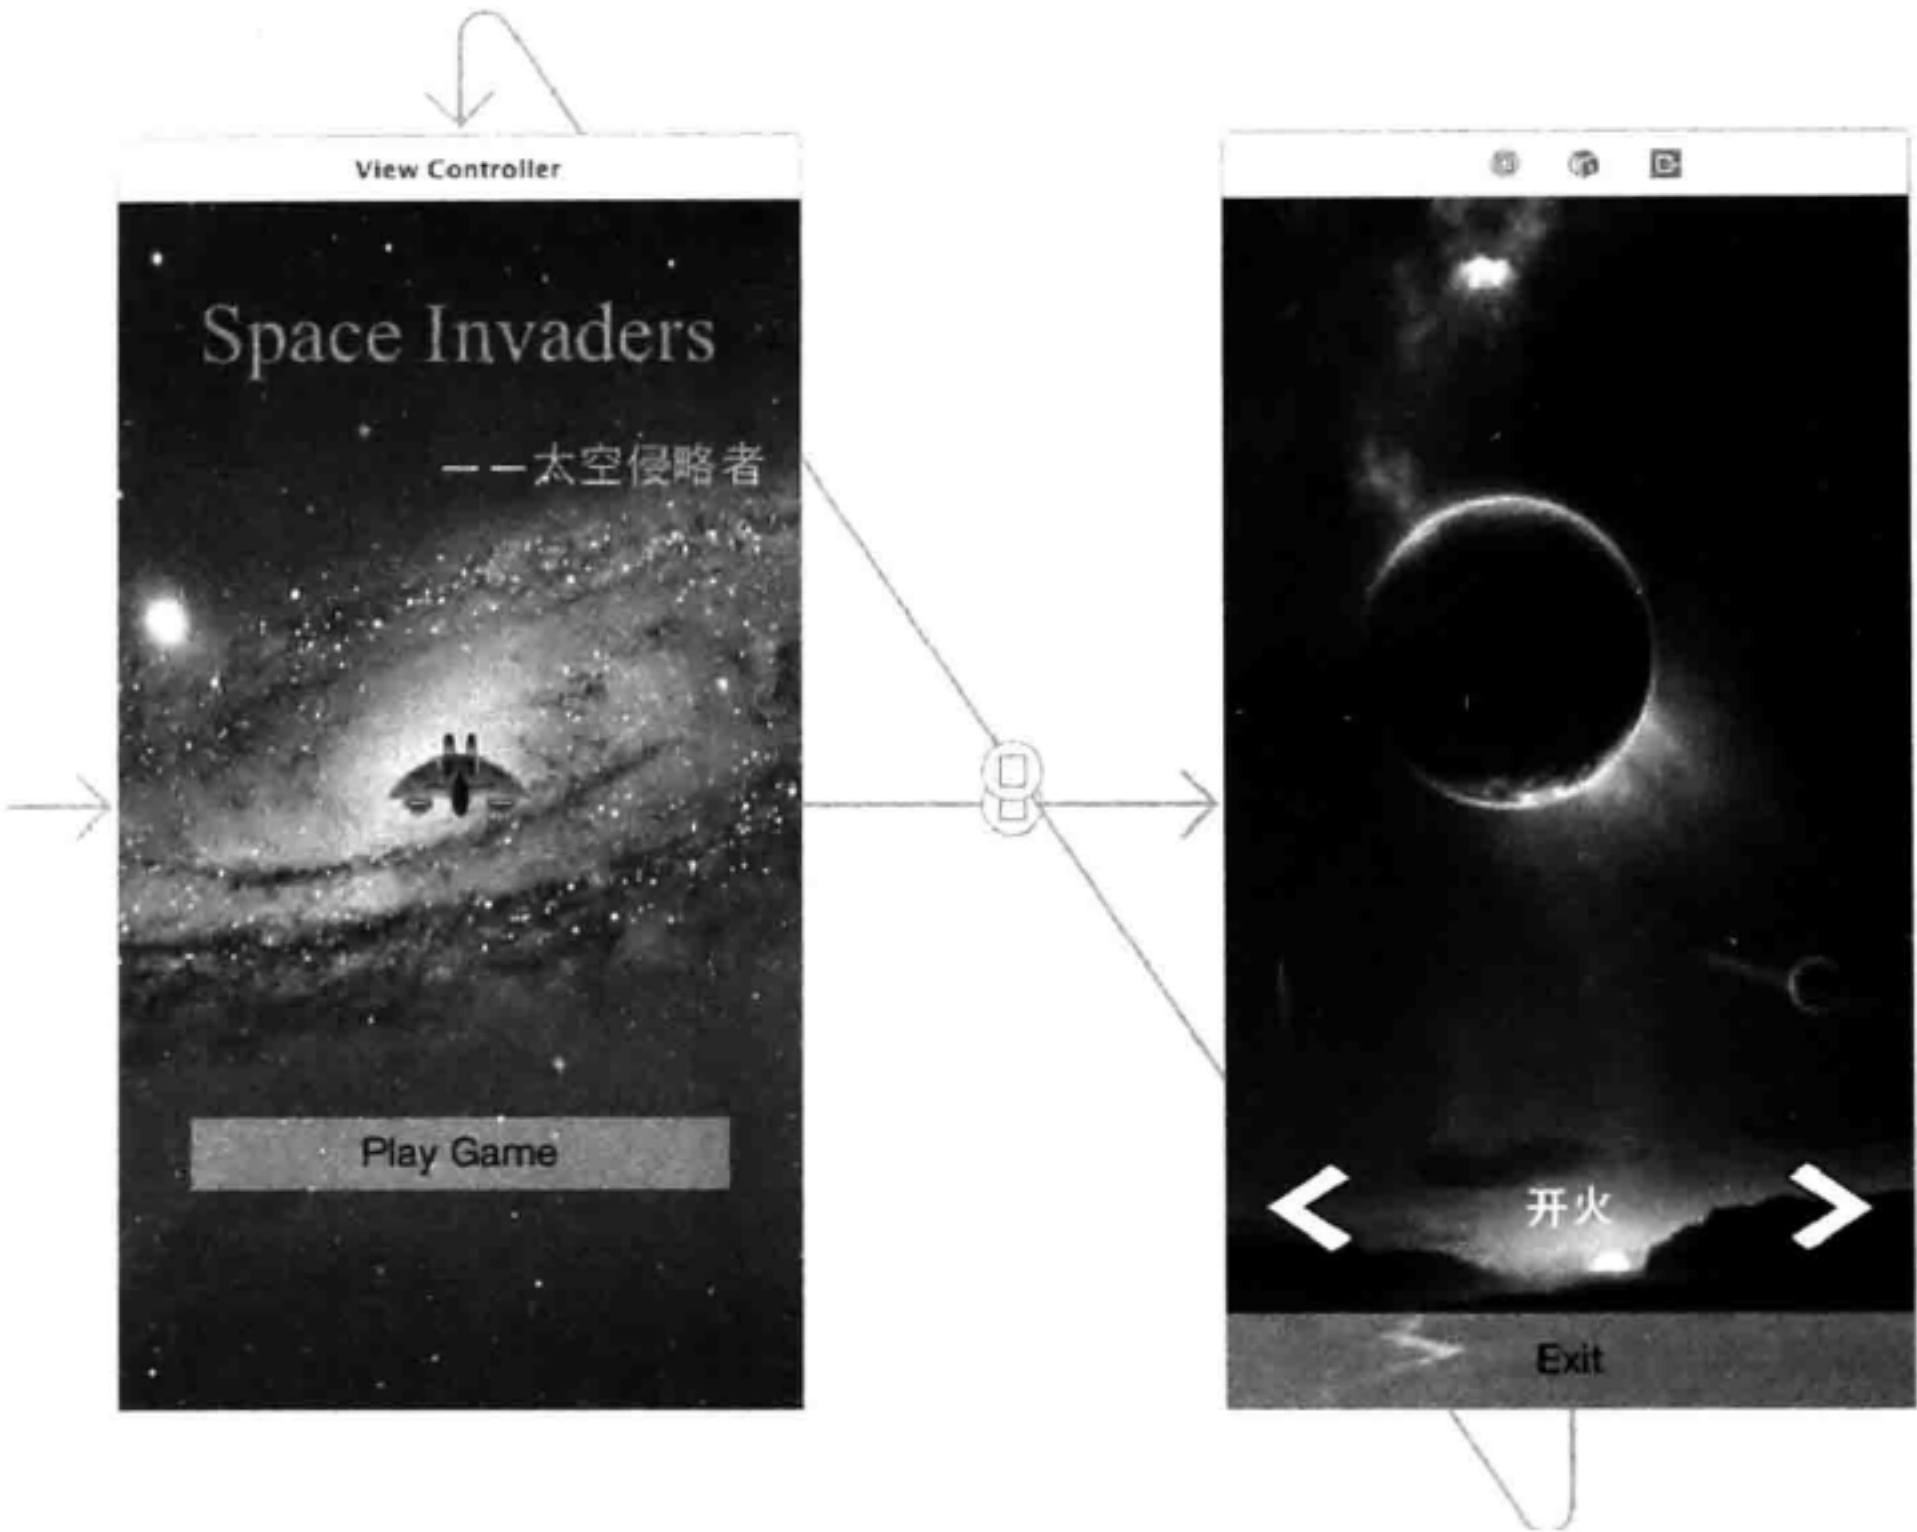 View Controller
Space Invaders
——太空侵略者
Play Game
开火
Exit